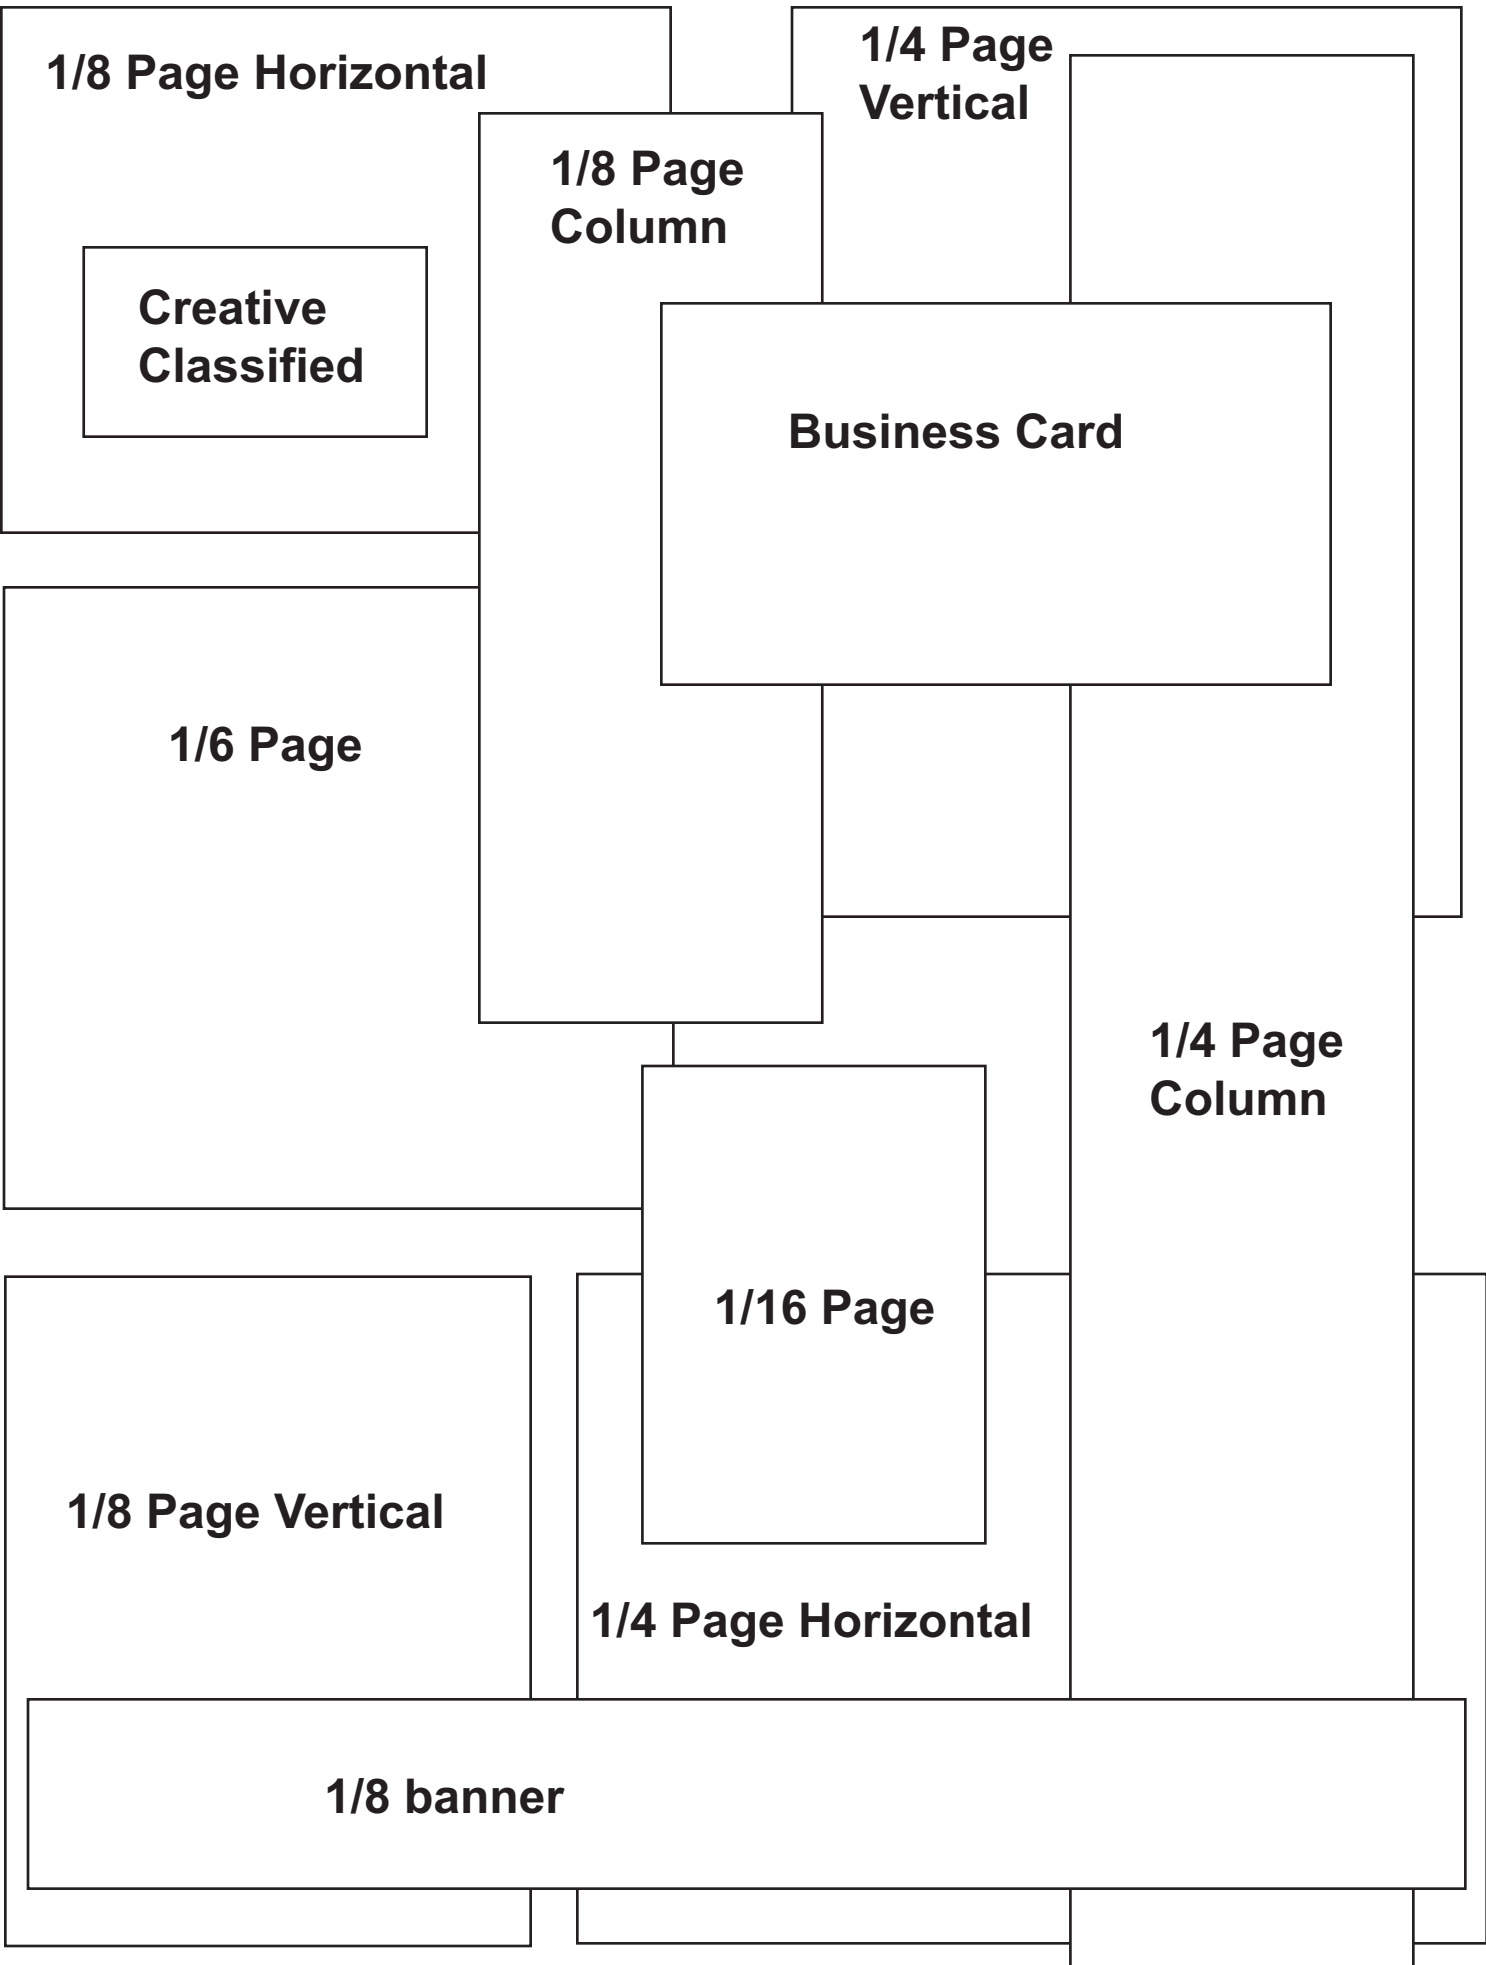 1/8 Page Horizontal
1/4 Page
Vertical
1/8 Page
Column
Creative
Classified
Business Card
1/6 Page
1/4 Page
Column
1/16 Page
1/8 Page Vertical
1/4 Page Horizontal
1/8 banner